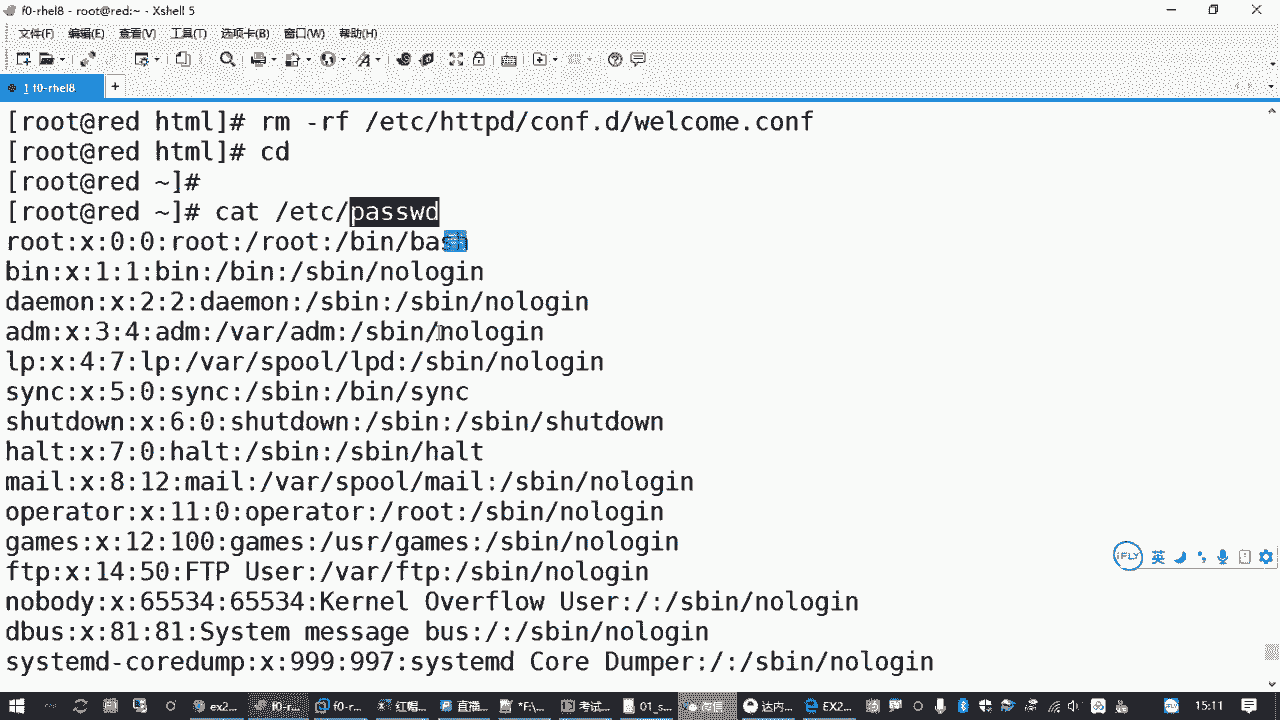 f0-rhel8 - root@red:~ - Xshell 5
文件(F) 编辑(E) 查看(V) 工具(T) 选项卡(B) 窗口(W) 帮助(H)
1 f0-rhel8 +
[root@red html]# rm -rf /etc/httpd/conf.d/welcome.conf
[root@red html]# cd
[root@red ~]#
[root@red ~]# cat /etc/passwd
root:x:0:0:root:/root:/bin/bash
bin:x:1:1:bin:/bin:/sbin/nologin
daemon:x:2:2:daemon:/sbin:/sbin/nologin
adm:x:3:4:adm:/var/adm:/sbin/nologin
lp:x:4:7:lp:/var/spool/lpd:/sbin/nologin
sync:x:5:0:sync:/sbin:/bin/sync
shutdown:x:6:0:shutdown:/sbin:/sbin/shutdown
halt:x:7:0:halt:/sbin:/sbin/halt
mail:x:8:12:mail:/var/spool/mail:/sbin/nologin
operator:x:11:0:operator:/root:/sbin/nologin
games:x:12:100:games:/usr/games:/sbin/nologin
ftp:x:14:50:FTP User:/var/ftp:/sbin/nologin
nobody:x:65534:65534:Kernel Overflow User:/:/sbin/nologin
dbus:x:81:81:System message bus:/:/sbin/nologin
systemd-coredump:x:999:997:systemd Core Dumper:/:/sbin/nologin
iFLY 英
ex2... f0-r... f0-r... 红帽... 直播... *F:\... 考试... 01_s... 达内... EX2... 15:11